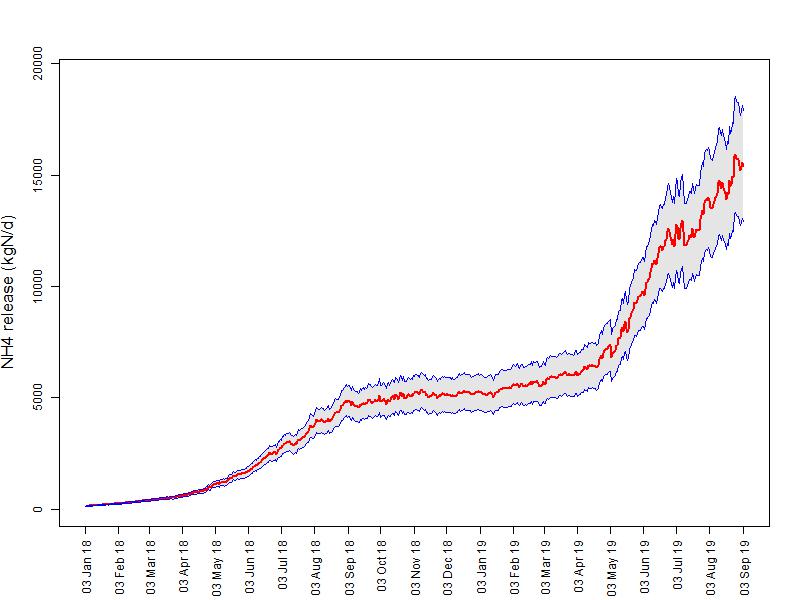 NH4 release (kgN/d)
20000
15000
10000
5000
0
03 Jan 18
03 Feb 18
03 Mar 18
03 Apr 18
03 May 18
03 Jun 18
03 Jul 18
03 Aug 18
03 Sep 18
03 Oct 18
03 Nov 18
03 Dec 18
03 Jan 19
03 Feb 19
03 Mar 19
03 Apr 19
03 May 19
03 Jun 19
03 Jul 19
03 Aug 19
03 Sep 19